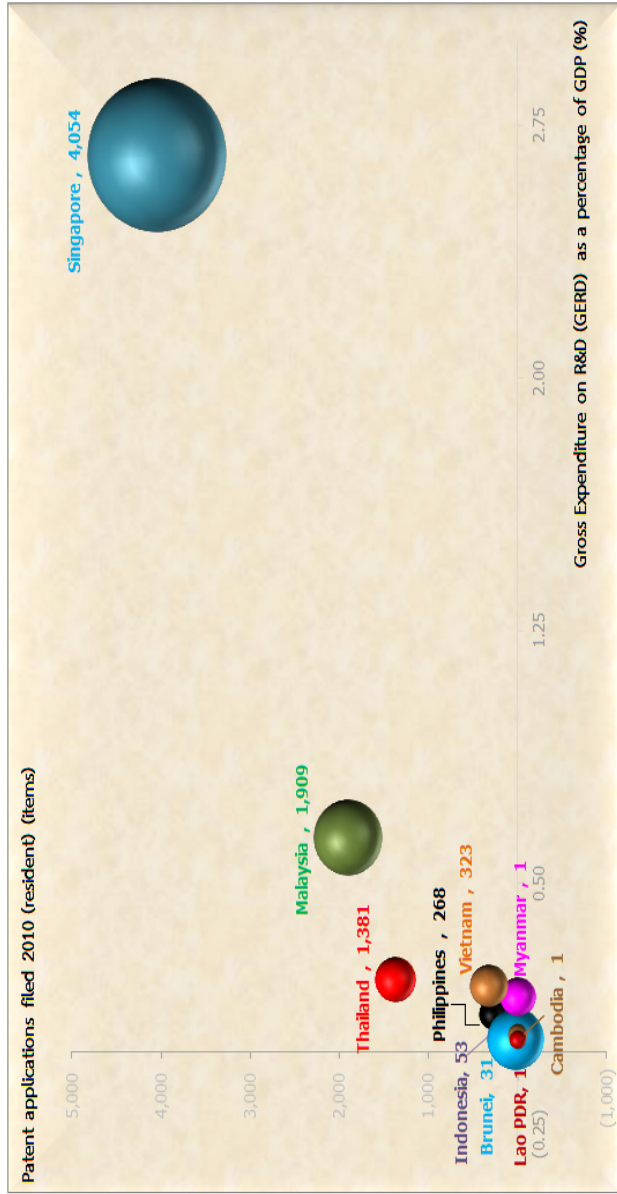 Patent applications filed 2010 (resident) (items)
5,000
4,000
3,000
2,000
1,000
(1,000)
Singapore , 4,054
Malaysia , 1,909
Thailand , 1,381
Philippines , 268
Vietnam , 323
Indonesia, 53
Brunei, 31
Myanmar , 1
Lao PDR, 1
Cambodia , 1
(0.25)
0.50
1.25
2.00
2.75
Gross Expenditure on R&D (GERD) as a percentage of GDP (%)